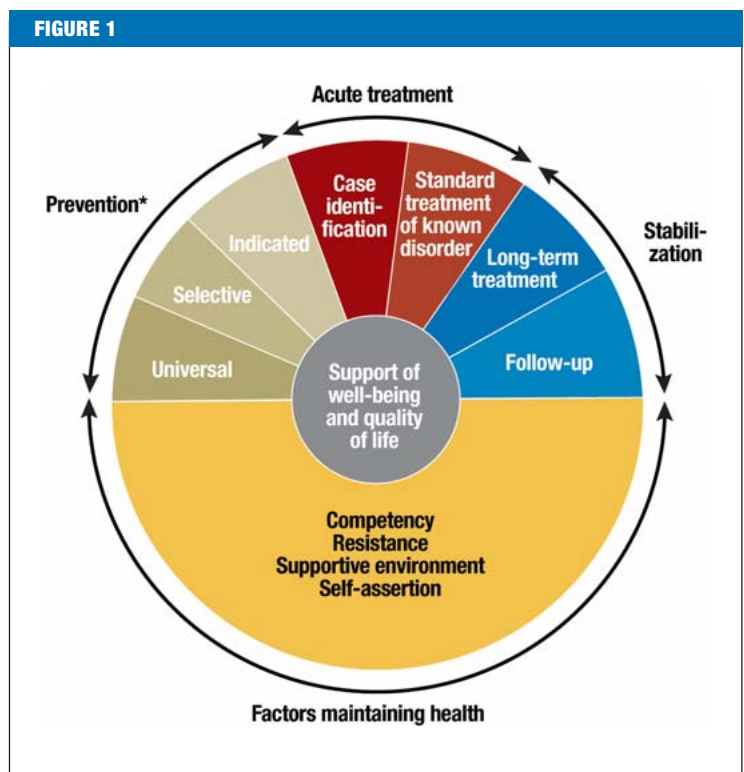 FIGURE 1
Acute treatment
Prevention*
Stabili-
zation
Universal
Selective
Indicated
Case
identi-
fication
Standard
treatment
of known
disorder
Long-term
treatment
Follow-up
Support of
well-being
and quality
of life
Competency
Resistance
Supportive environment
Self-assertion
Factors maintaining health